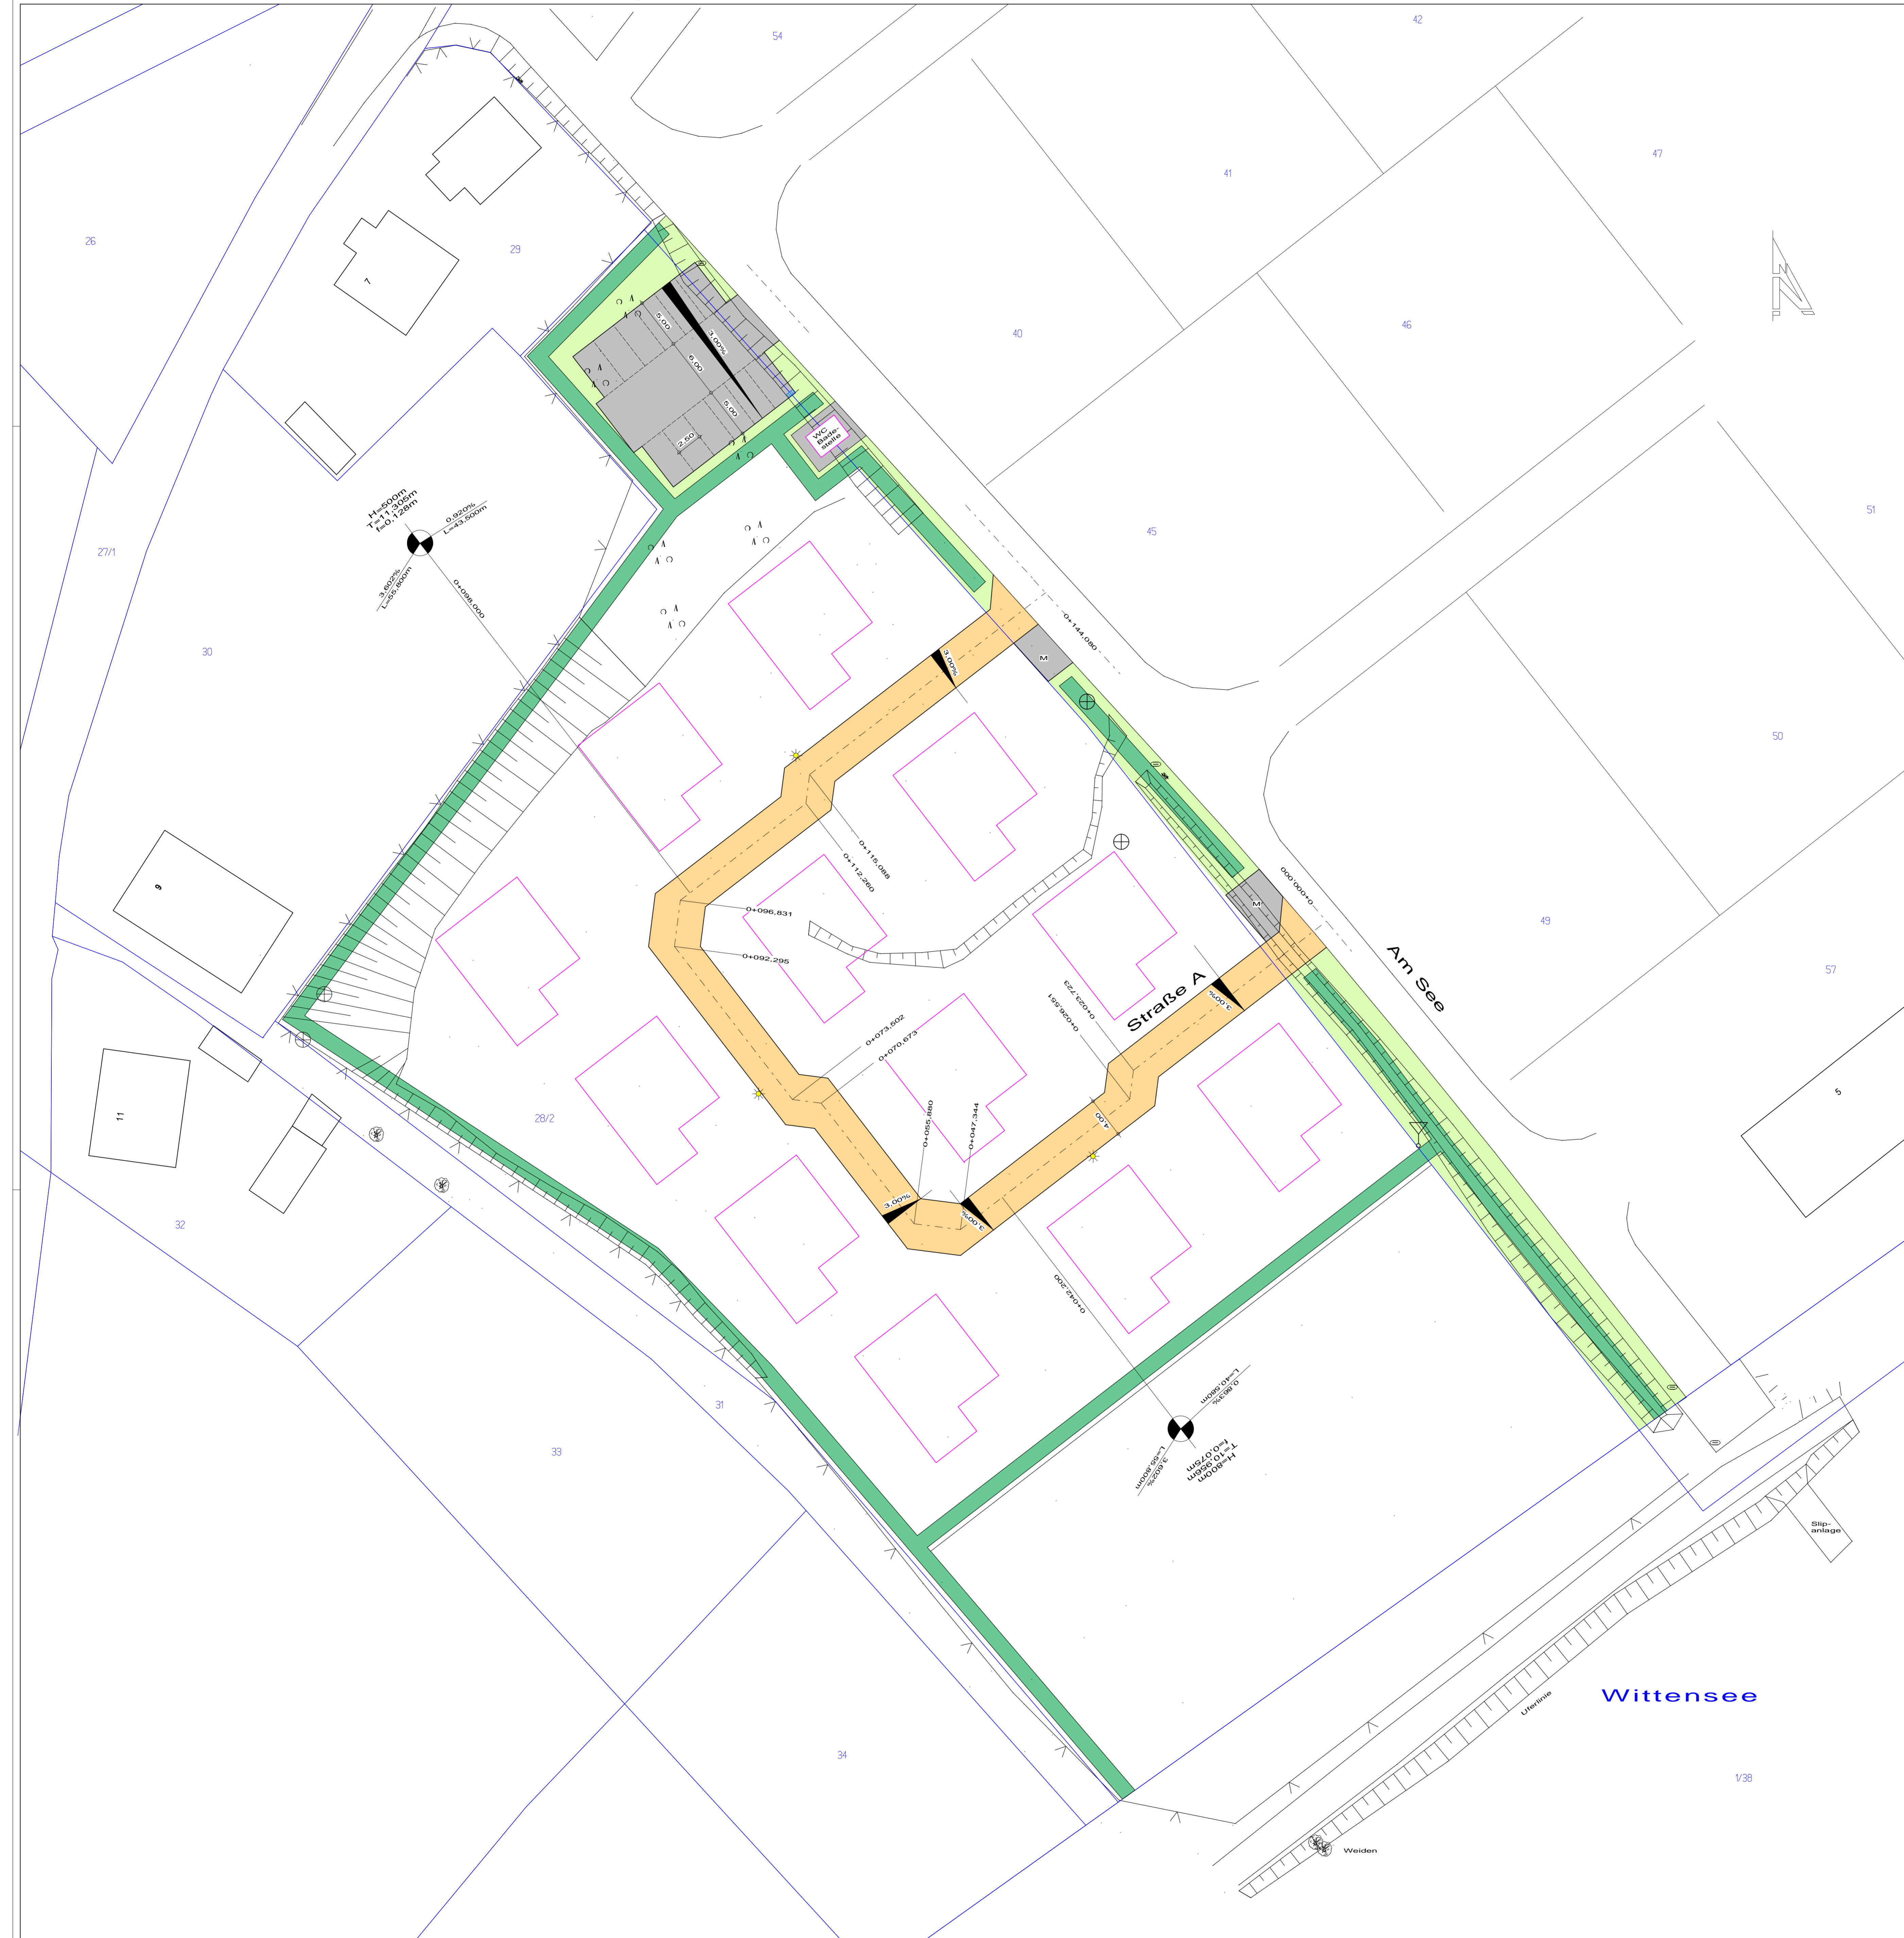 54
42
47
41
26
29
7
40
46
5.00
3.00%
6.00
5.00
2.50
WC
Bade-
stelle
51
45
27/1
H=500m
T=11,305m
f=0,128m
0.920%
L=43.500m
3.602%
L=55.800m
0+098.000
0+144.080
30
M
3.00%
50
0+115.088
0+112.260
9
0+096.831
0+092.295
0+000.000
M
49
57
Am See
Straße A
3.00%
0+023.723
0+026.551
0+073.502
0+070.673
5
11
28/2
0+055.880
0+047.344
4.00
32
3.00%
3.00%
0+042.200
L=40.580m
0.863%
H=800m
T=10,956m
f=0,075m
3.602%
L=55.800m
31
33
Slip-
anlage
Wittensee
Uferlinie
34
1/38
Weiden